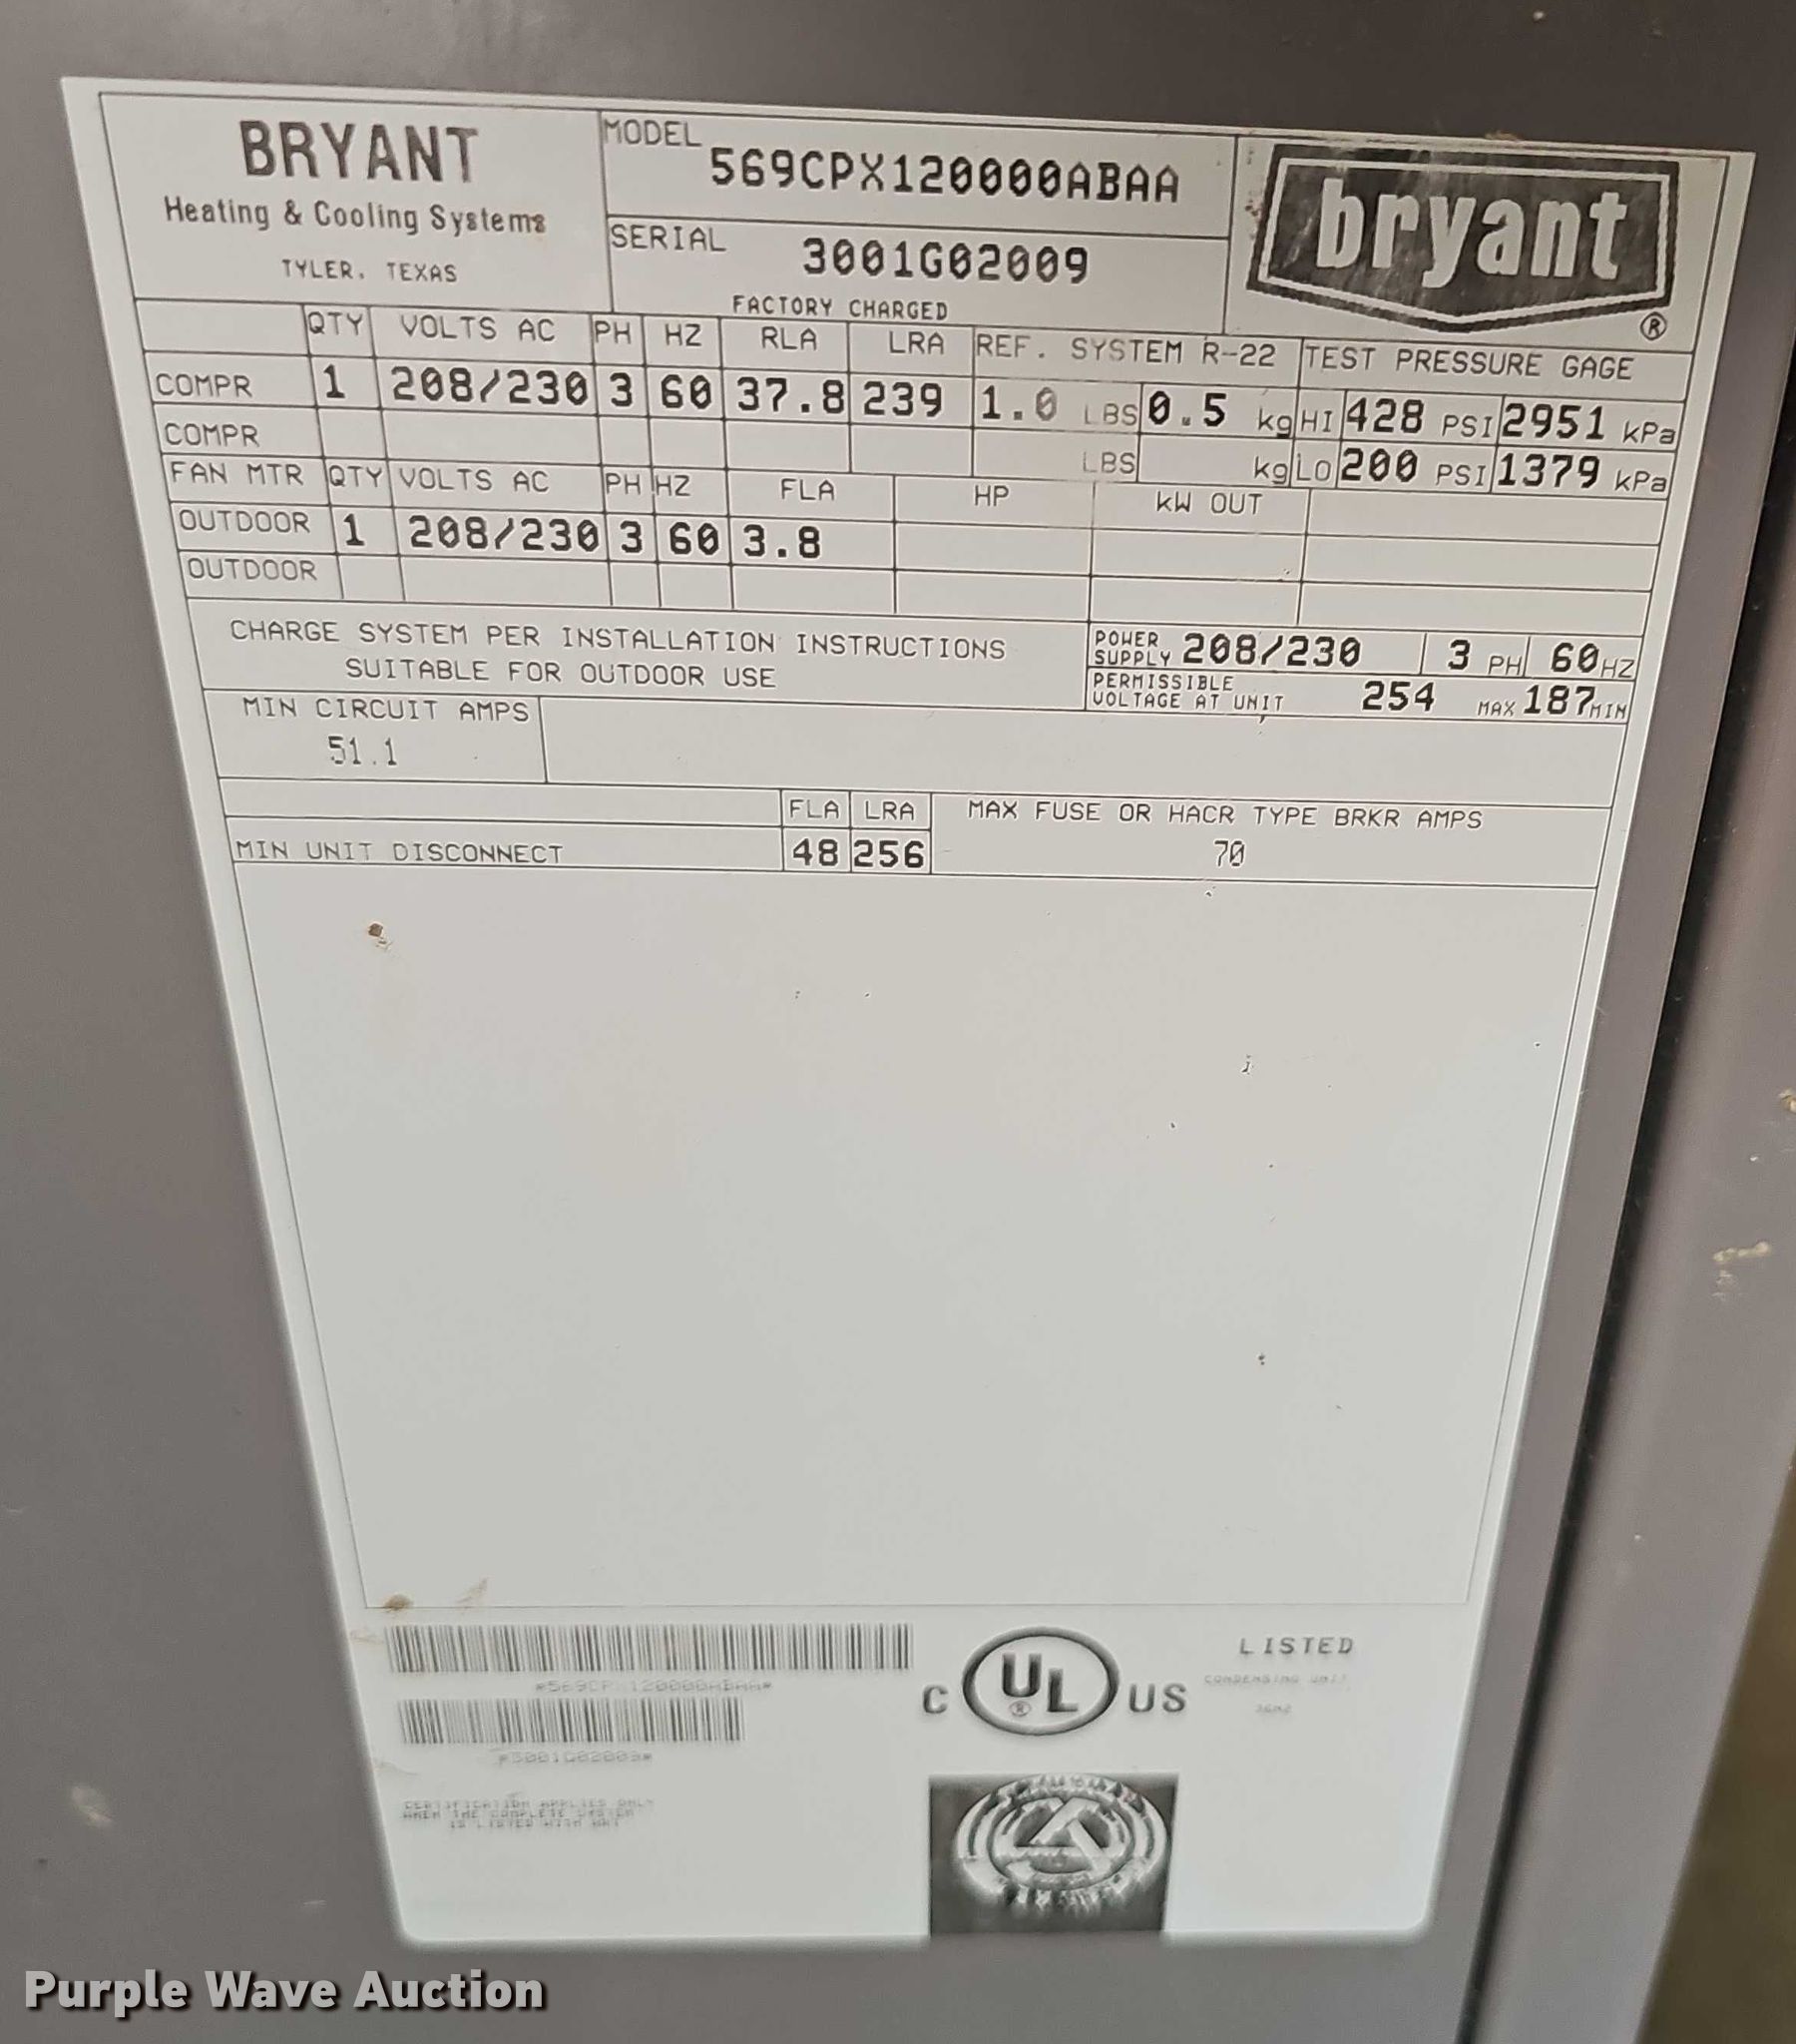 BRYANT
Heating & Cooling Systems
TYLER, TEXAS
MODEL 569CPX120000ABAA
SERIAL 3001G02009
FACTORY CHARGED
bryant ®
QTY VOLTS AC PH HZ RLA LRA REF. SYSTEM R-22 TEST PRESSURE GAGE
COMPR 1 208/230 3 60 37.8 239 1.0 LBS 0.5 kg HI 428 PSI 2951 kPa
COMPR LBS kg LO 200 PSI 1379 kPa
FAN MTR QTY VOLTS AC PH HZ FLA HP kW OUT
OUTDOOR 1 208/230 3 60 3.8
OUTDOOR
CHARGE SYSTEM PER INSTALLATION INSTRUCTIONS
SUITABLE FOR OUTDOOR USE
POWER SUPPLY 208/230 3 PH 60 HZ
PERMISSIBLE VOLTAGE AT UNIT 254 MAX 187 MIN
MIN CIRCUIT AMPS
51.1
FLA LRA MAX FUSE OR HACR TYPE BRKR AMPS
MIN UNIT DISCONNECT 48 256 70
C UL ® US
LISTED
CONDENSING UNIT
Purple Wave Auction